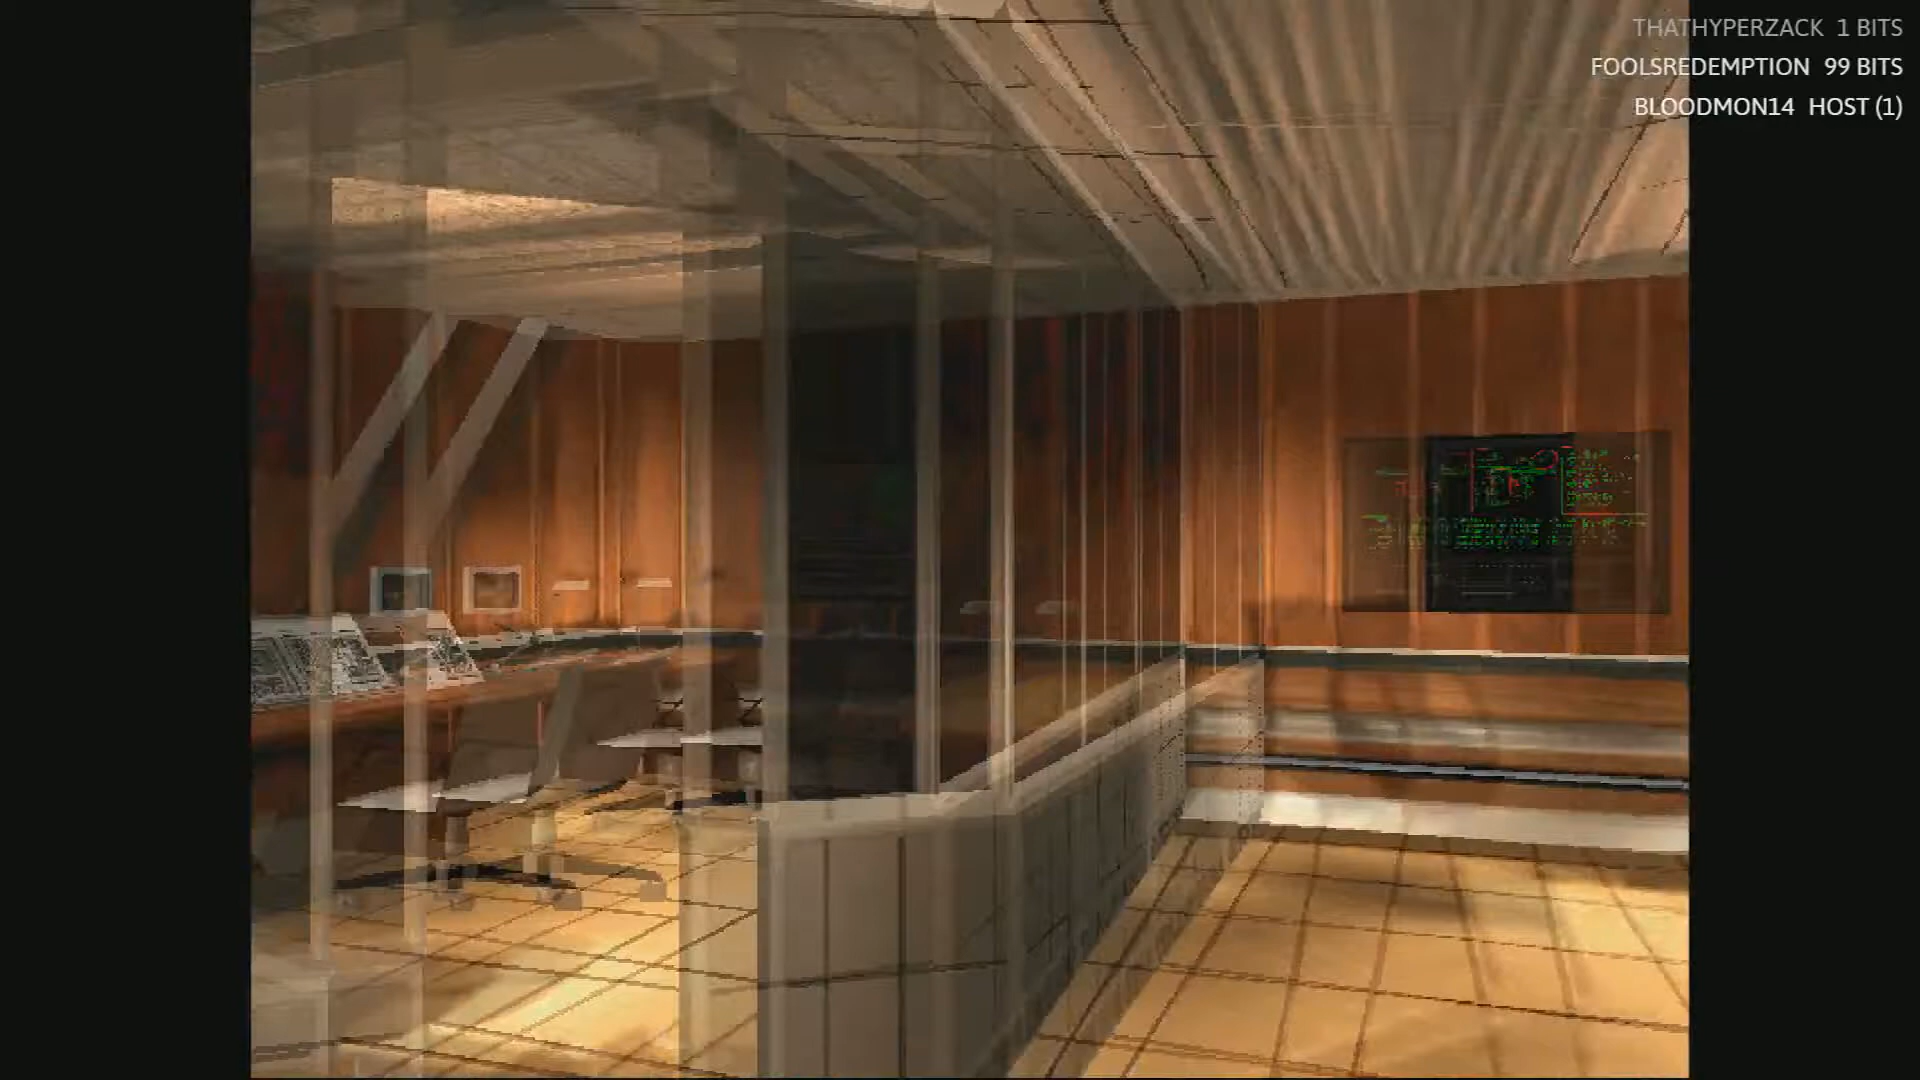 THATHYPERZACK 1 BITS
FOOLSREDEMPTION 99 BITS
BLOODMON14 HOST (1)